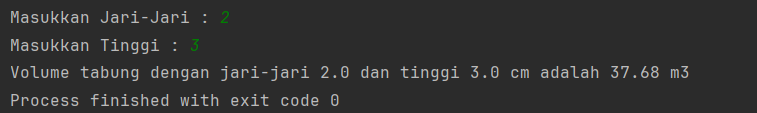 Masukkan Jari-Jari : 2
Masukkan Tinggi : 3
Volume tabung dengan jari-jari 2.0 dan tinggi 3.0 cm adalah 37.68 m3
Process finished with exit code 0